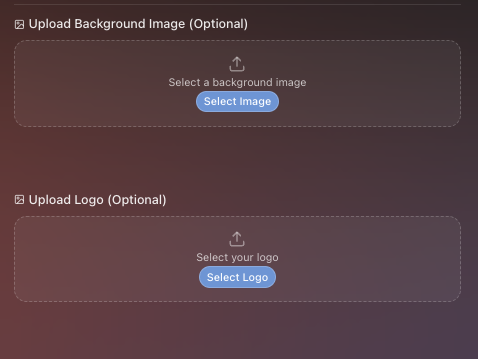 Upload Background Image (Optional)
Select a background image
Select Image
Upload Logo (Optional)
Select your logo
Select Logo